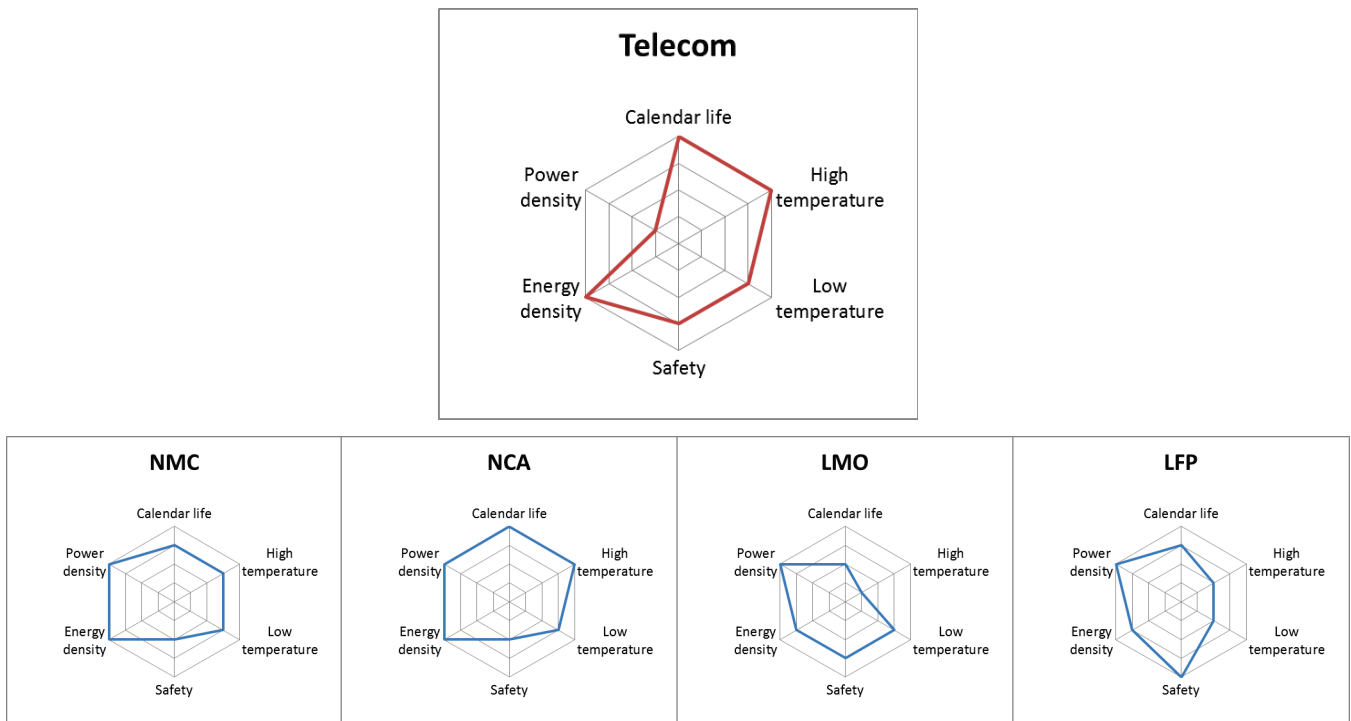 Telecom
Calendar life
Power
density
High
temperature
Energy
density
Low
temperature
Safety
NMC
Calendar life
Power
density
High
temperature
Energy
density
Low
temperature
Safety
NCA
Calendar life
Power
density
High
temperature
Energy
density
Low
temperature
Safety
LMO
Calendar life
Power
density
High
temperature
Energy
density
Low
temperature
Safety
LFP
Calendar life
Power
density
High
temperature
Energy
density
Low
temperature
Safety